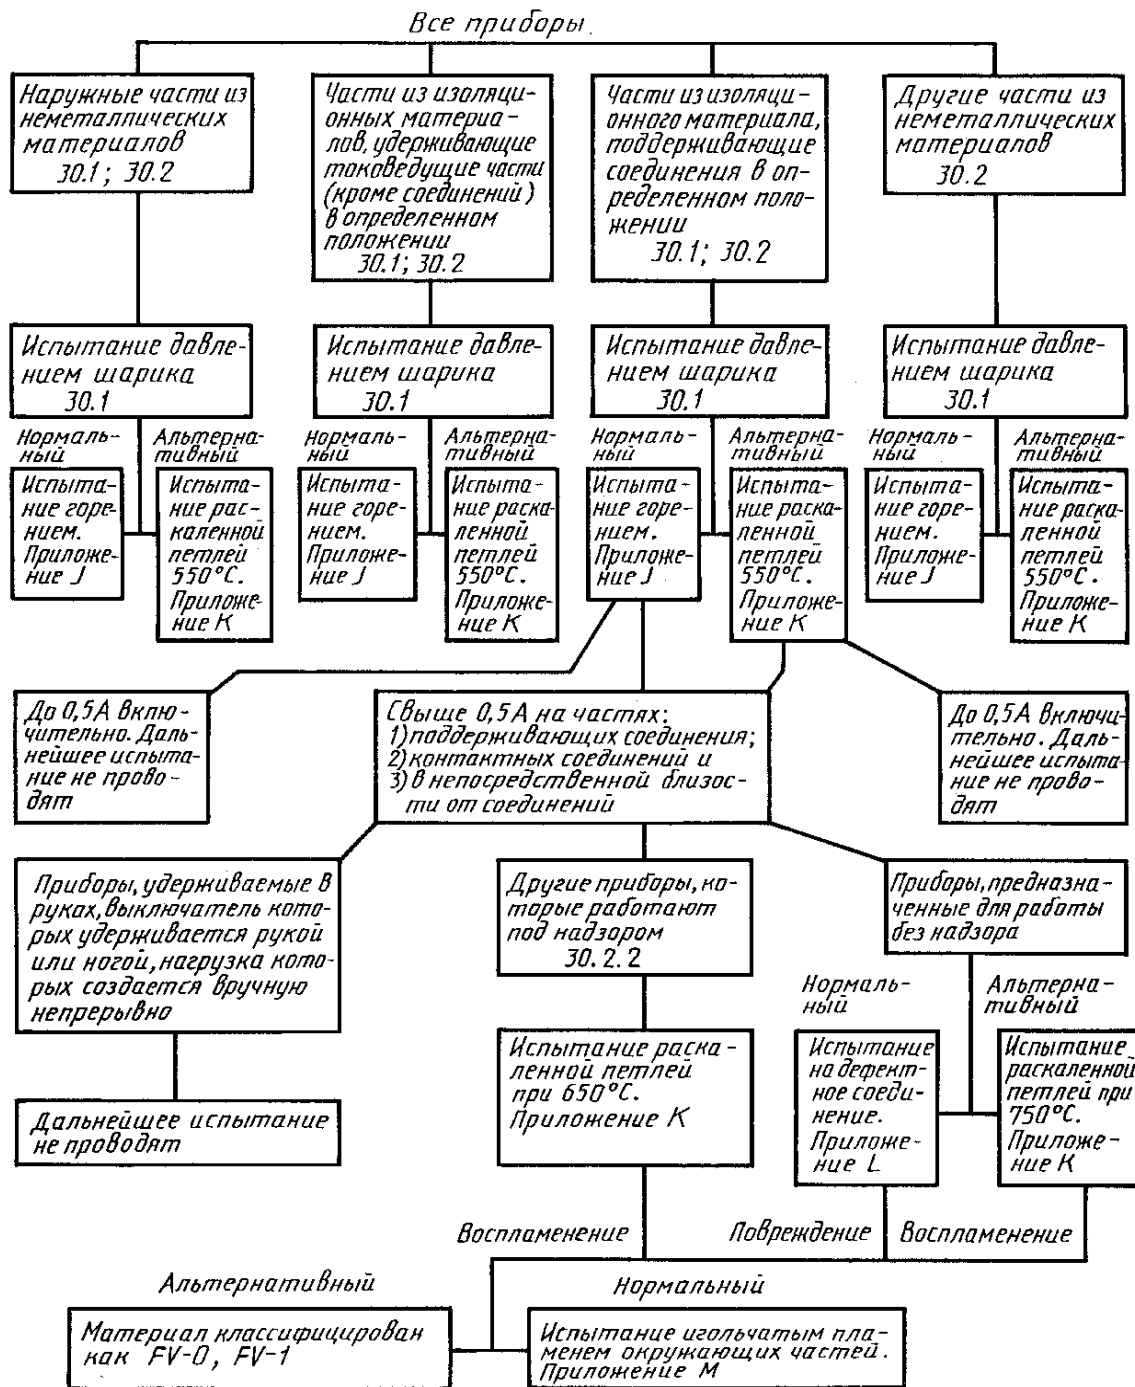 Все приборы.
Наружные части из
неметаллических
материалов
30.1; 30.2
Части из изоляци-
онных материа-
лов, удерживающие
токоведущие части
(кроме соединений)
в определенном
положении
30.1; 30.2
Части из изоляци-
онного материала,
поддерживающие
соединения в оп-
ределенном поло-
жении
30.1; 30.2
Другие части из
неметаллических
материалов
30.2
Испытание давле-
нием шарика
30.1
Испытание давле-
нием шарика
30.1
Испытание давле-
нием шарика
30.1
Испытание давле-
нием шарика
30.1
Нормаль-
ный
Альтерна-
тивный
Нормаль-
ный
Альтерна-
тивный
Нормаль-
ный
Альтерна-
тивный
Нормаль-
ный
Альтерна-
тивный
Испыта-
ние горе-
нием.
Приложе-
ние J
Испыта-
ние рас-
каленной
петлей
550°С.
Приложе-
ние К
Испыта-
ние горе-
нием.
Приложе-
ние J
Испыта-
ние раска-
ленной
петлей
550°С.
Приложе-
ние К
Испыта-
ние горе-
нием.
Приложе-
ние J
Испыта-
ние раска-
ленной
петлей
550°С.
Приложе-
ние К
Испыта-
ние горе-
нием.
Приложе-
ние J
Испыта-
ние раска-
ленной
петлей
550°С.
Приложе-
ние К
До 0,5А вклю-
чительно. Даль-
нейшее испы-
тание не прово-
дят
Свыше 0,5А на частях:
1) поддерживающих соединения;
2) контактных соединений и
3) в непосредственной близос-
ти от соединений
До 0,5А включи-
тельно. Даль-
нейшее испыта-
ние не прово-
дят
Приборы, удерживаемые в
руках, выключатель кото-
рых удерживается рукой
или ногой, нагрузка кото-
рых создается вручную
непрерывно
Другие приборы, ко-
торые работают
под надзором
30.2.2
Приборы, предназна-
ченные для работы
без надзора
Нормаль-
ный
Альтерна-
тивный
Дальнейшее испытание
не проводят
Испытание раска-
ленной петлей
при 650°С.
Приложение К
Испытание
на дефект-
ное соеди-
нение.
Приложе-
ние L
Испытание
раскаленной
петлей при
750°С.
Приложе-
ние К
Воспламенение
Повреждение
Воспламенение
Альтернативный
Нормальный
Материал классифицирован
как FV-0, FV-1
Испытание игольчатым пла-
менем окружающих частей.
Приложение М